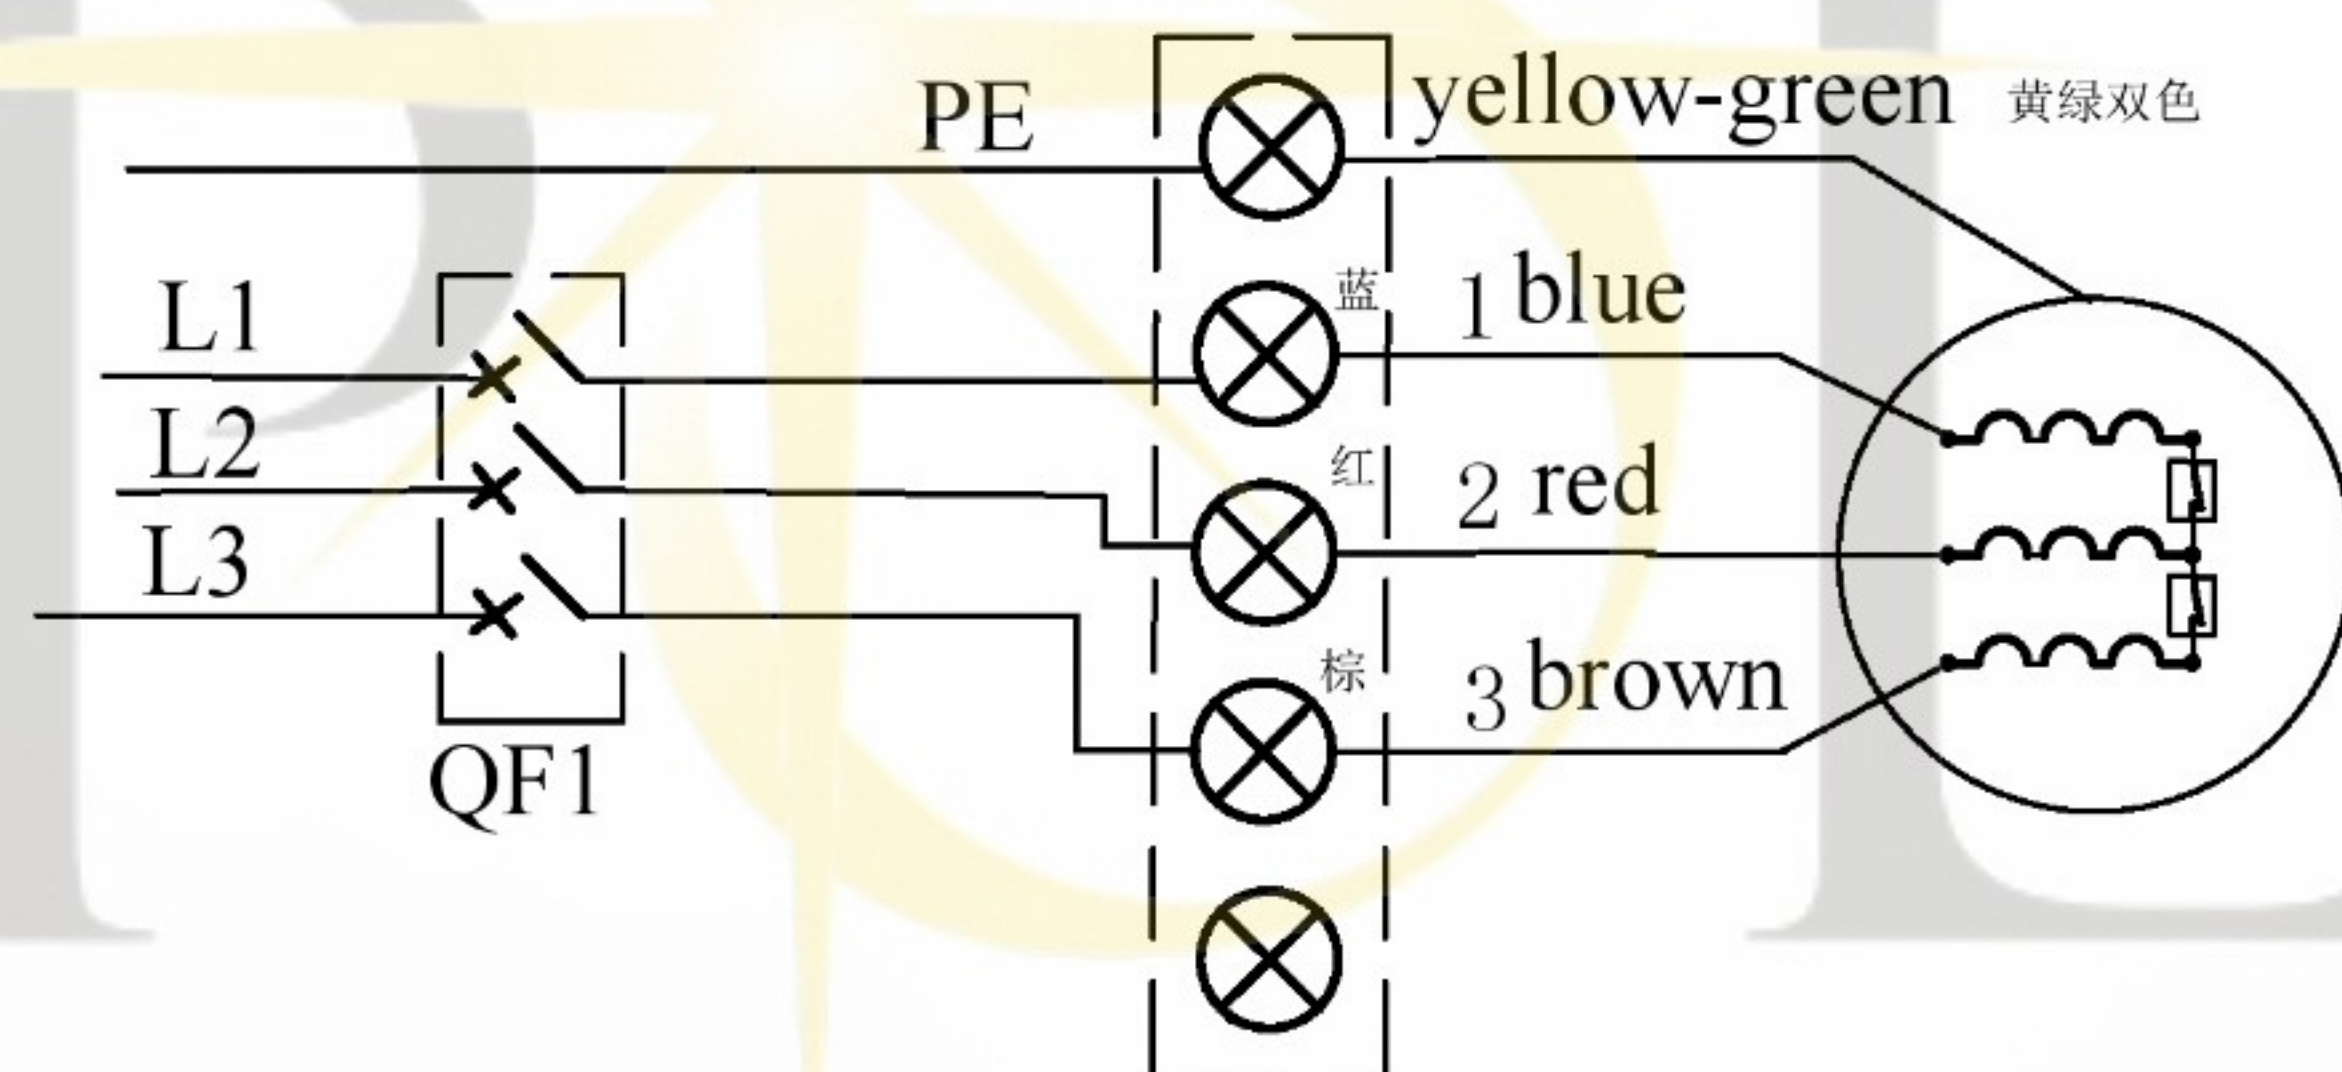 PE
yellow-green 黄绿双色
L1
蓝 1 blue
L2
红 2 red
L3
棕 3 brown
QF1